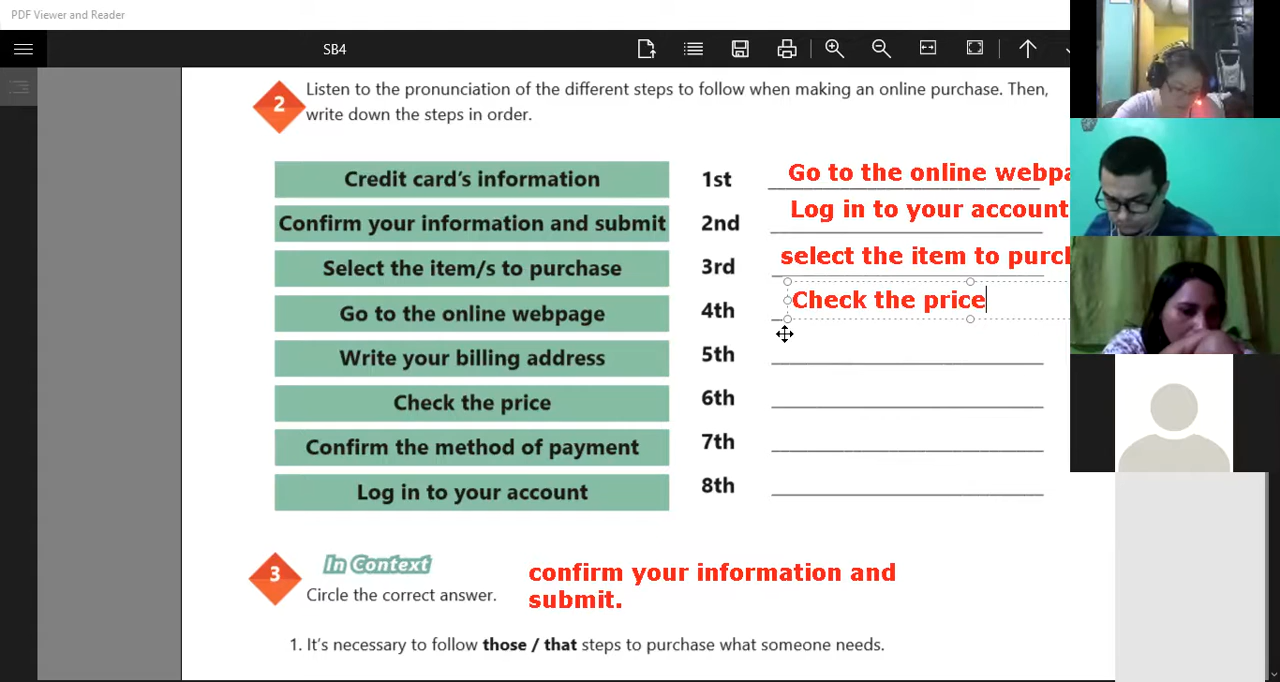 PDF Viewer and Reader
SB4
2 Listen to the pronunciation of the different steps to follow when making an online purchase. Then,
write down the steps in order.
Credit card's information
1st
Go to the online webpa
Confirm your information and submit
2nd
Log in to your account
Select the item/s to purchase
3rd
select the item to purch
Go to the online webpage
4th
Check the price
Write your billing address
5th
Check the price
6th
Confirm the method of payment
7th
Log in to your account
8th
3 In Context
Circle the correct answer.
confirm your information and
submit.
1. It's necessary to follow those / that steps to purchase what someone needs.